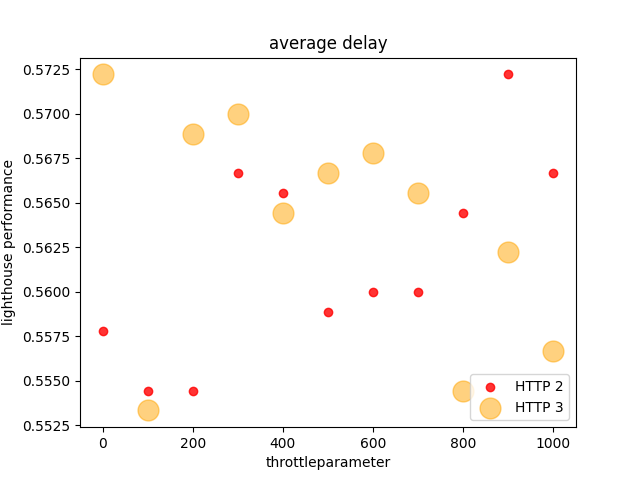 average delay
lighthouse performance
0.5725
0.5700
0.5675
0.5650
0.5625
0.5600
0.5575
0.5550
0.5525
HTTP 2
HTTP 3
0 200 400 600 800 1000
throttleparameter